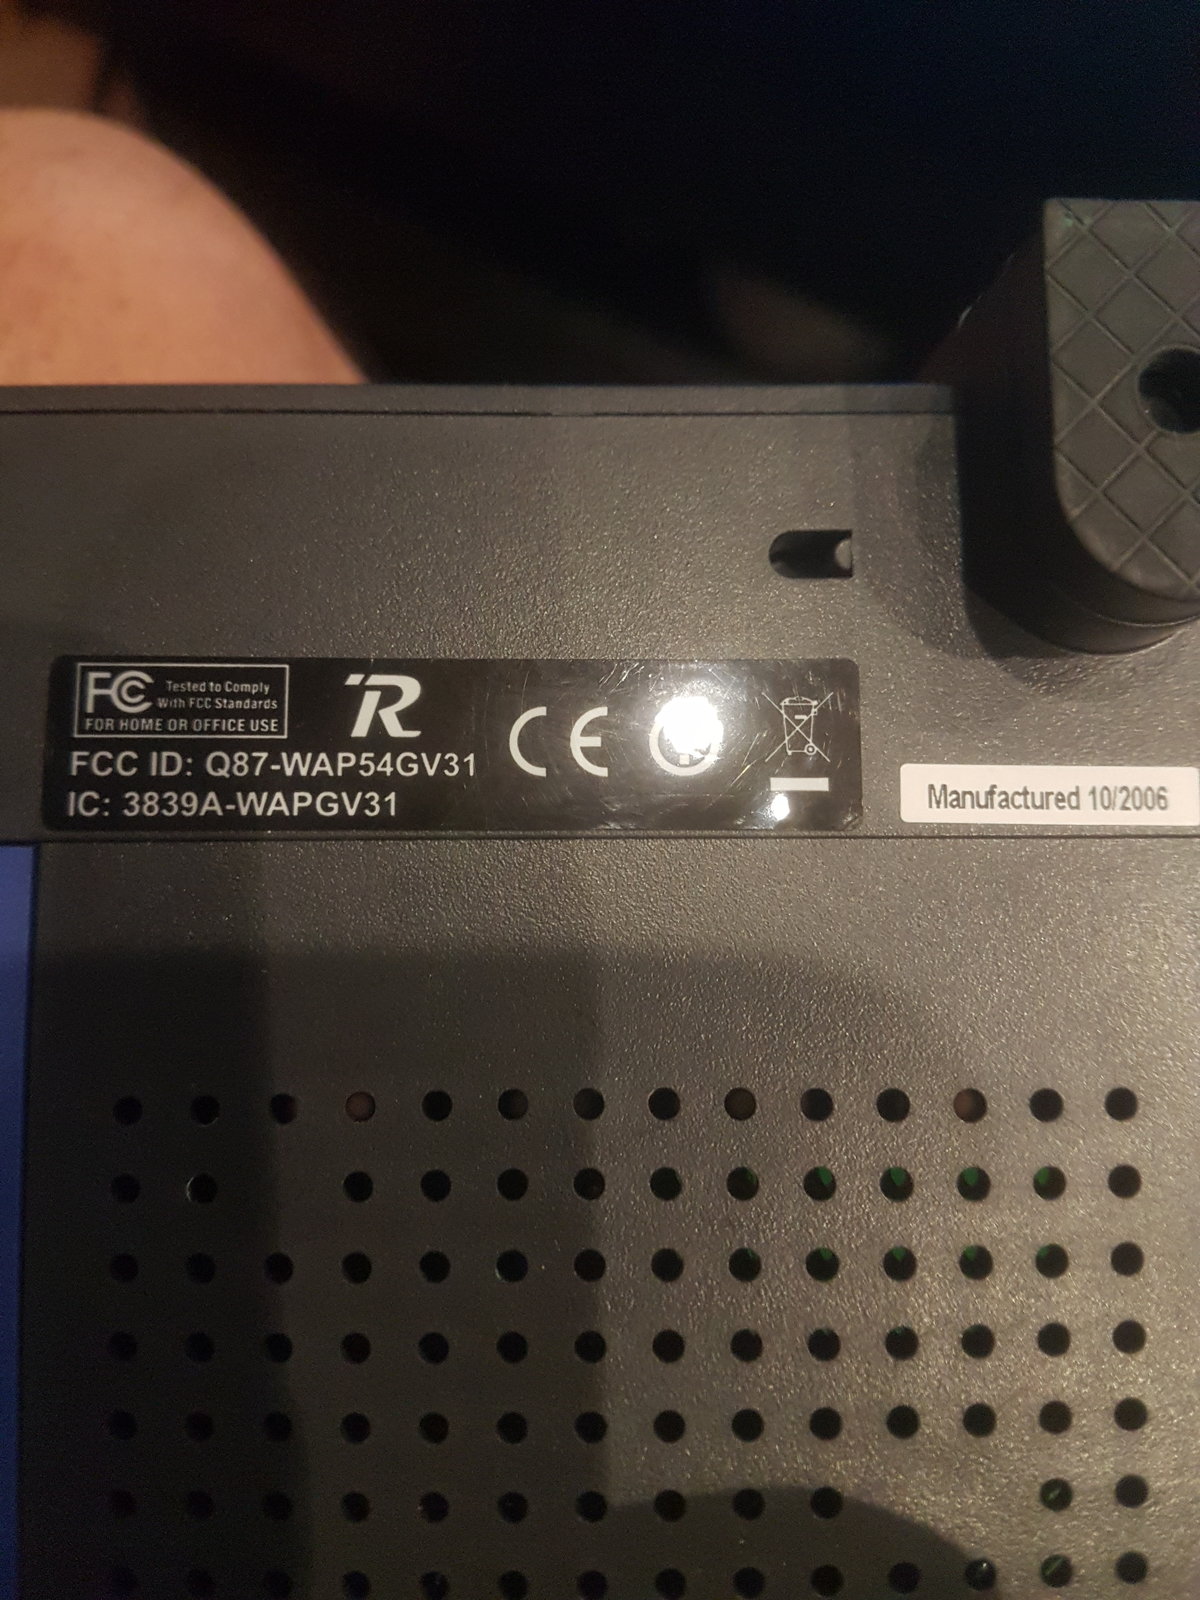 FC Tested to Comply
With FCC Standards
FOR HOME OR OFFICE USE
R
CE
FCC ID: Q87-WAP54GV31
IC: 3839A-WAPGV31
Manufactured 10/2006